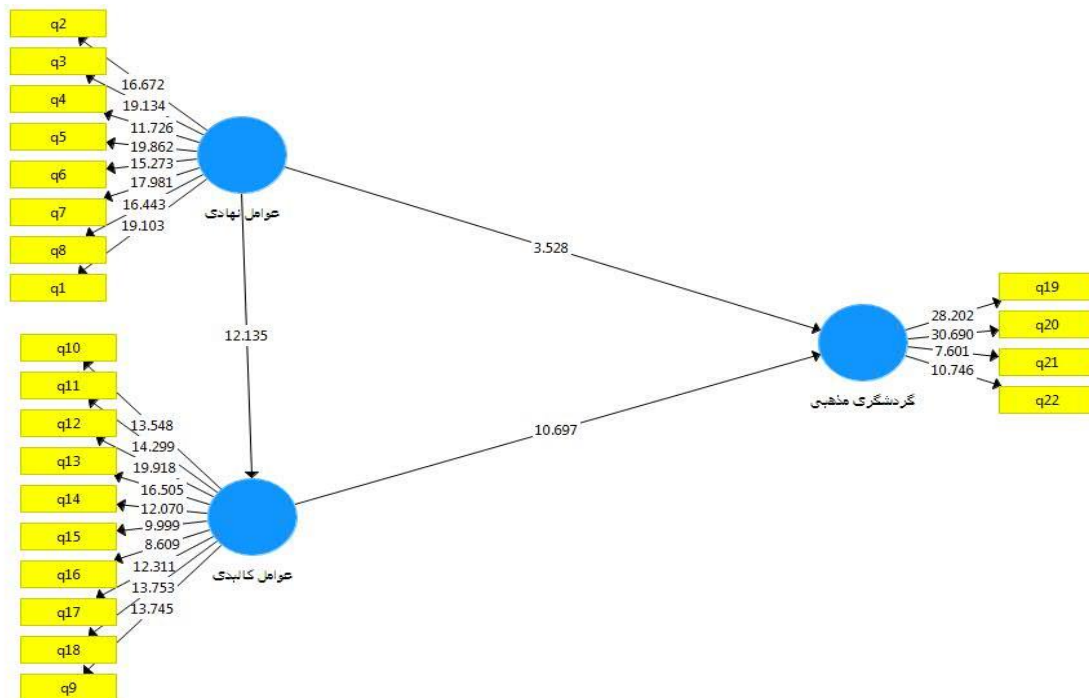 q2
q3
q4
q5
q6
q7
q8
q1
16.672
19.134
11.726
19.862
15.273
17.981
16.443
19.103
عوامل نهادی
3.528
12.135
q10
q11
q12
q13
q14
q15
q16
q17
q18
q9
13.548
14.299
19.918
16.505
12.070
9.999
8.609
12.311
13.753
13.745
عوامل کالبدی
10.697
گردشگری مذهبی
28.202
30.690
7.601
10.746
q19
q20
q21
q22